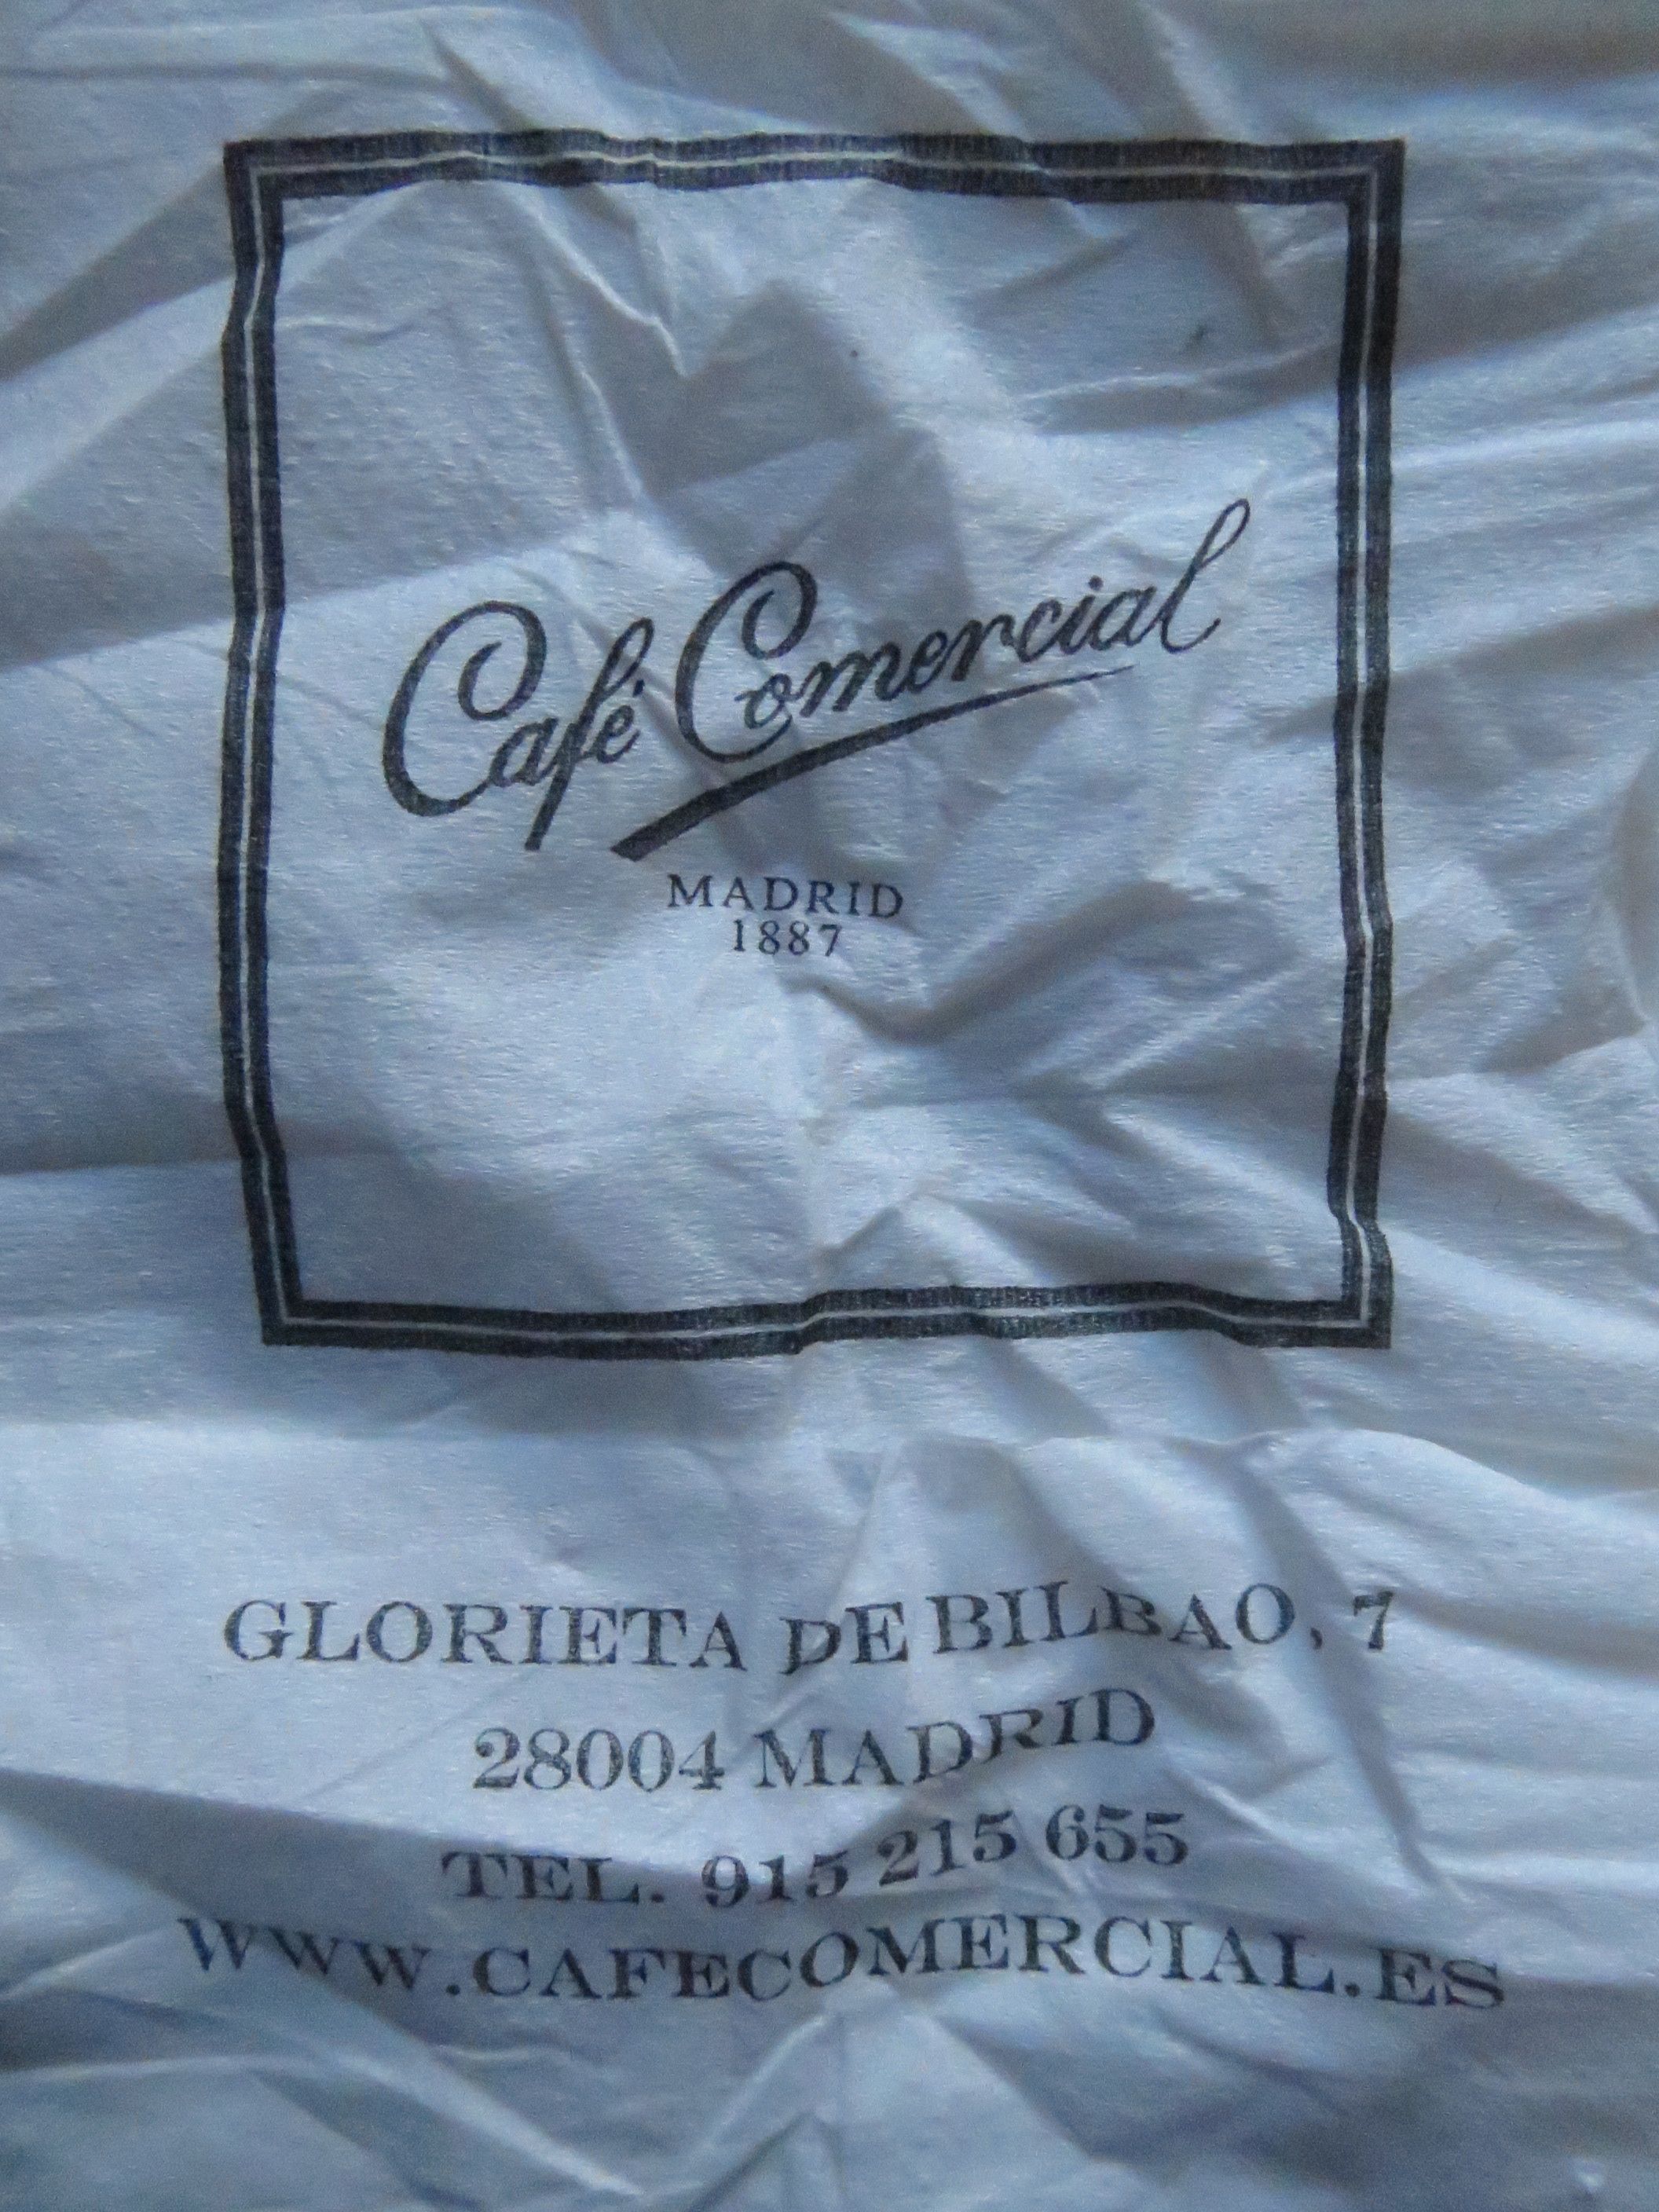 Café Comercial
MADRID
1887
GLORIETA DE BILBAO, 7
28004 MADRID
TEL. 915 215 655
WWW.CAFECOMERCIAL.ES